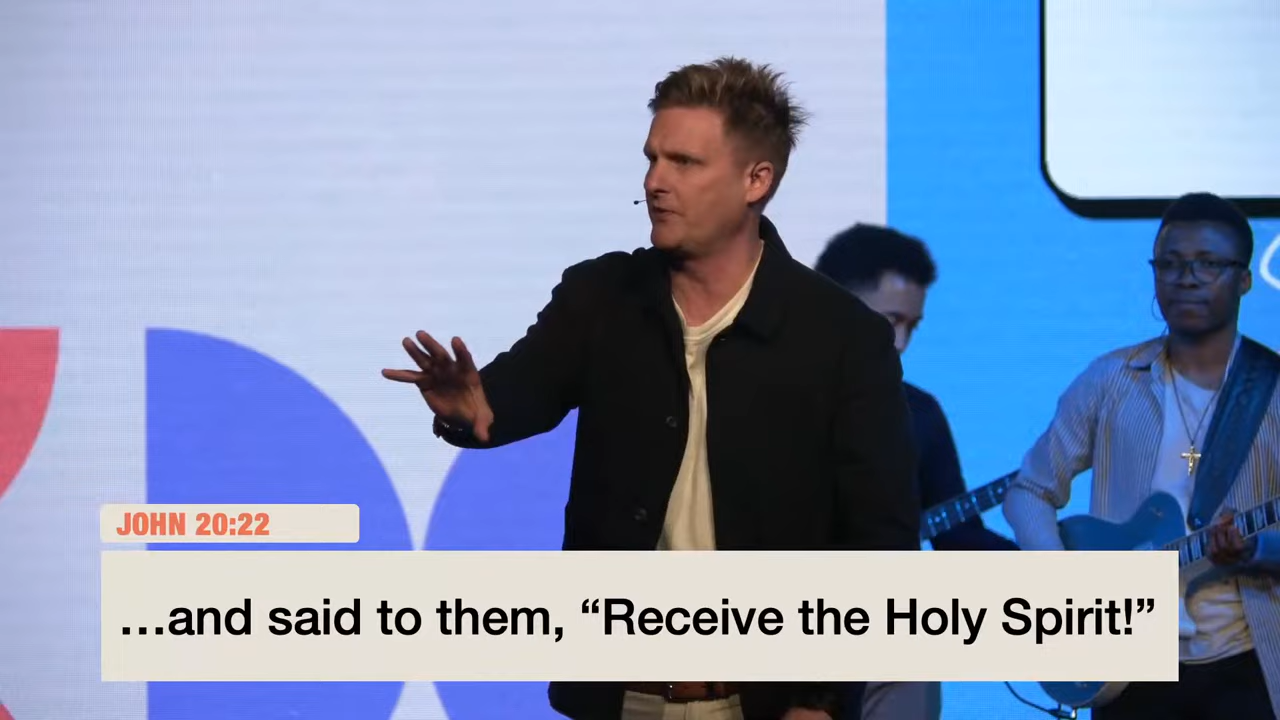 JOHN 20:22
…and said to them, “Receive the Holy Spirit!”